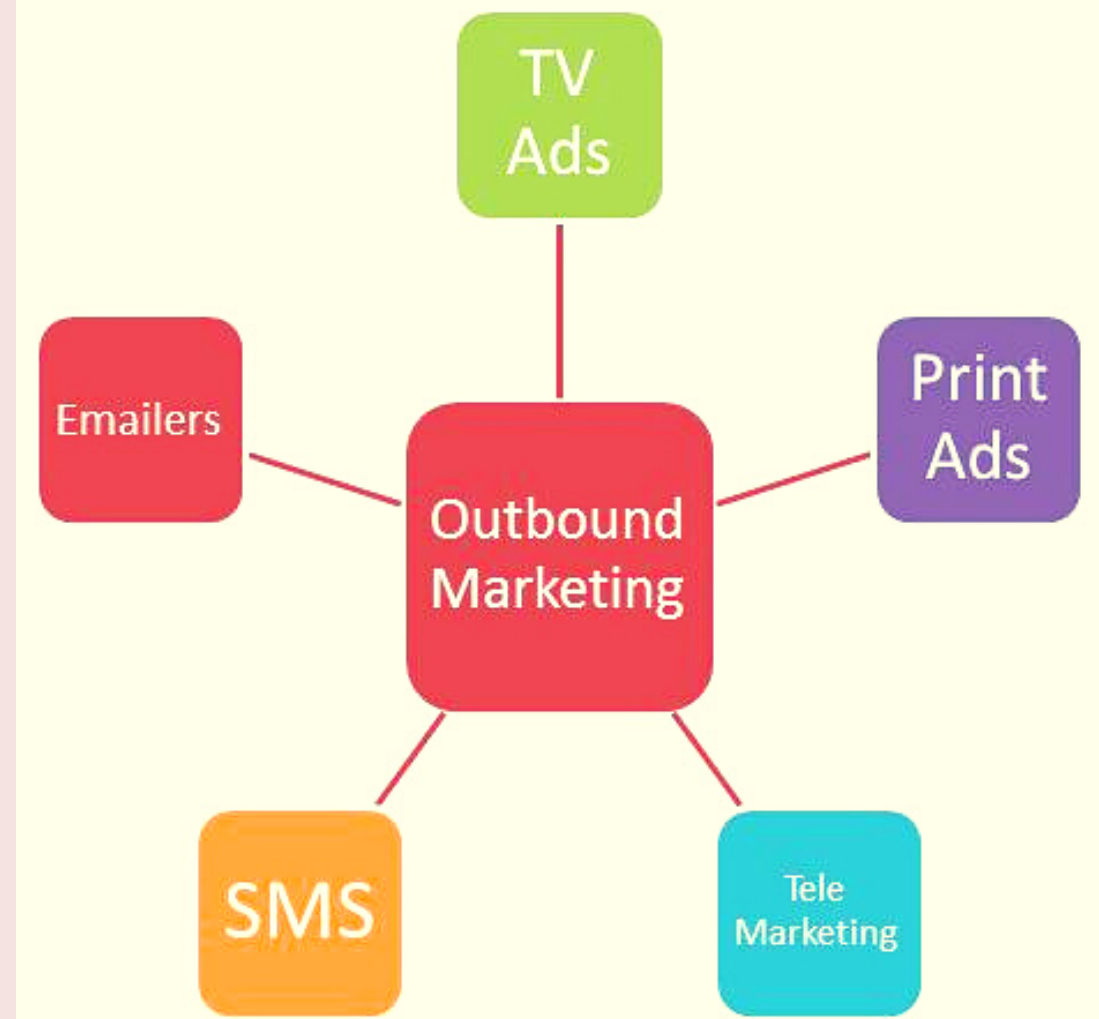 TV
Ads
Emailers
Print
Ads
Outbound
Marketing
SMS
Tele
Marketing